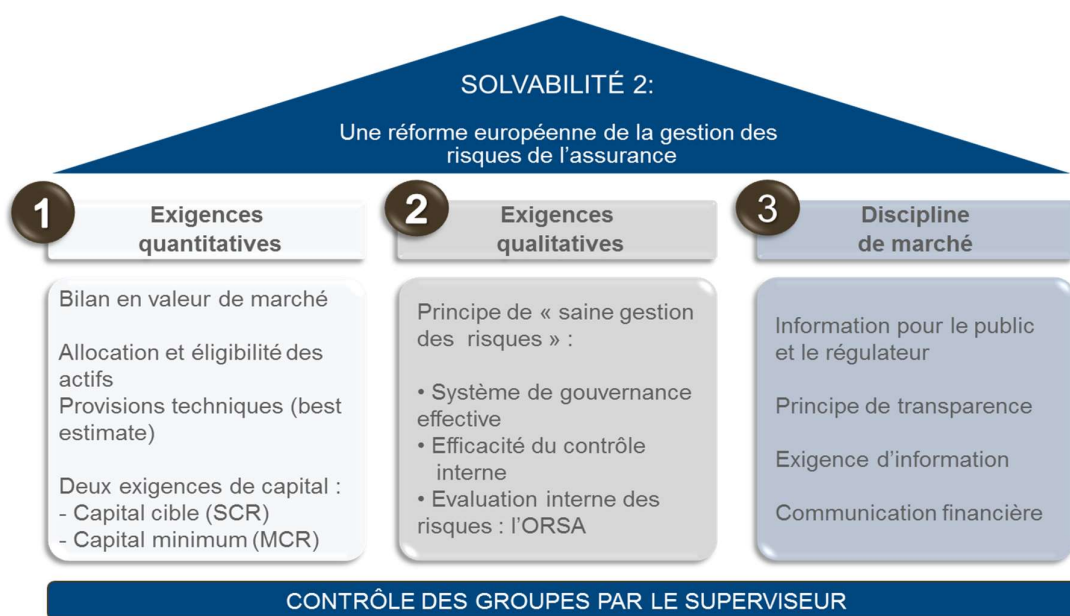 SOLVABILITÉ 2:
Une réforme européenne de la gestion des
risques de l'assurance
1
Exigences
quantitatives
Bilan en valeur de marché
Allocation et éligibilité des
actifs
Provisions techniques (best
estimate)
Deux exigences de capital :
- Capital cible (SCR)
- Capital minimum (MCR)
2
Exigences
qualitatives
Principe de « saine gestion
des risques » :
• Système de gouvernance
effective
• Efficacité du contrôle
interne
• Evaluation interne des
risques : l'ORSA
3
Discipline
de marché
Information pour le public
et le régulateur
Principe de transparence
Exigence d'information
Communication financière
CONTRÔLE DES GROUPES PAR LE SUPERVISEUR